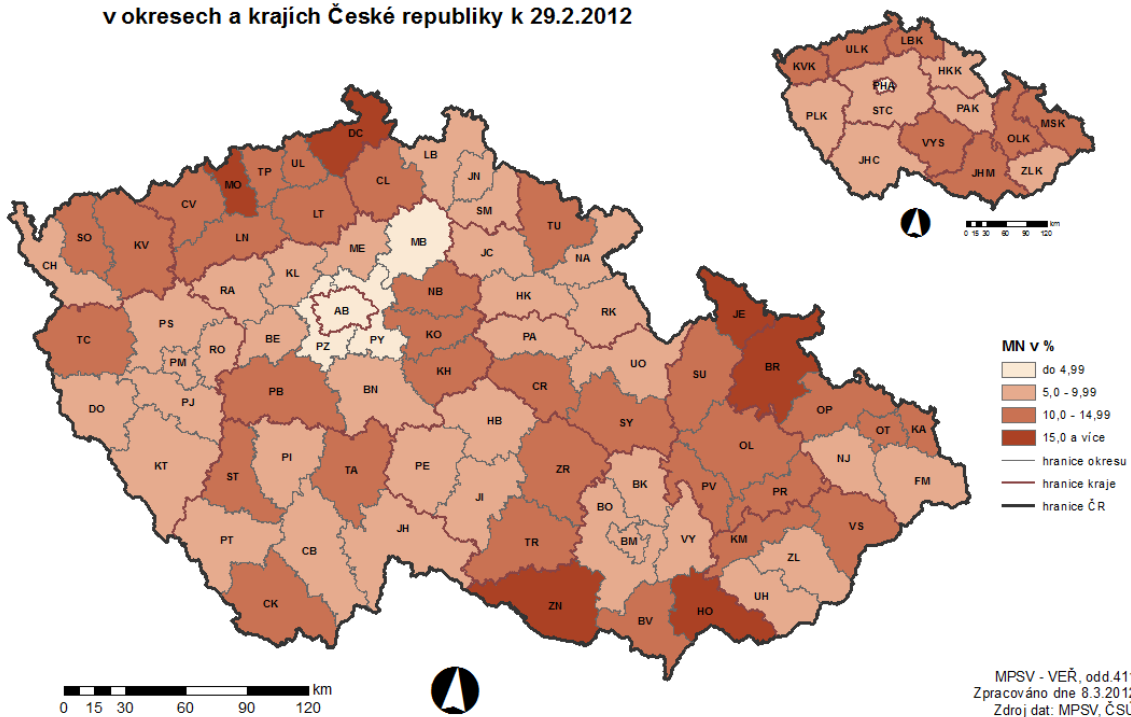 v okresech a krajích České republiky k 29.2.2012
KVK
ULK
LBK
PLK
PHA
STC
HKK
PAK
JHC
VYS
JHM
OLK
MSK
ZLK
0 15 30 60 90 120 km
DC
UL
TP
MO
CV
LT
CL
LB
JN
SM
SO
KV
LN
CH
MB
ME
TU
JC
NA
KL
RA
AB
NB
HK
RK
TC
PS
RO
BE
PZ
PY
KO
PA
PM
KH
UO
JE
BR
DO
PJ
PB
BN
CR
SU
SY
OP
OT
KA
HB
KT
ST
PI
TA
PE
ZR
OL
NJ
FM
JI
BK
PV
PR
BO
VS
PT
CB
JH
TR
BM
VY
KM
ZL
CK
ZN
BV
HO
UH
MN v %
do 4,99
5,0 - 9,99
10,0 - 14,99
15,0 a více
hranice okresu
hranice kraje
hranice ČR
0 15 30 60 90 120 km
MPSV - VEŘ, odd.411
Zpracováno dne 8.3.2012
Zdroj dat: MPSV, ČSÚ